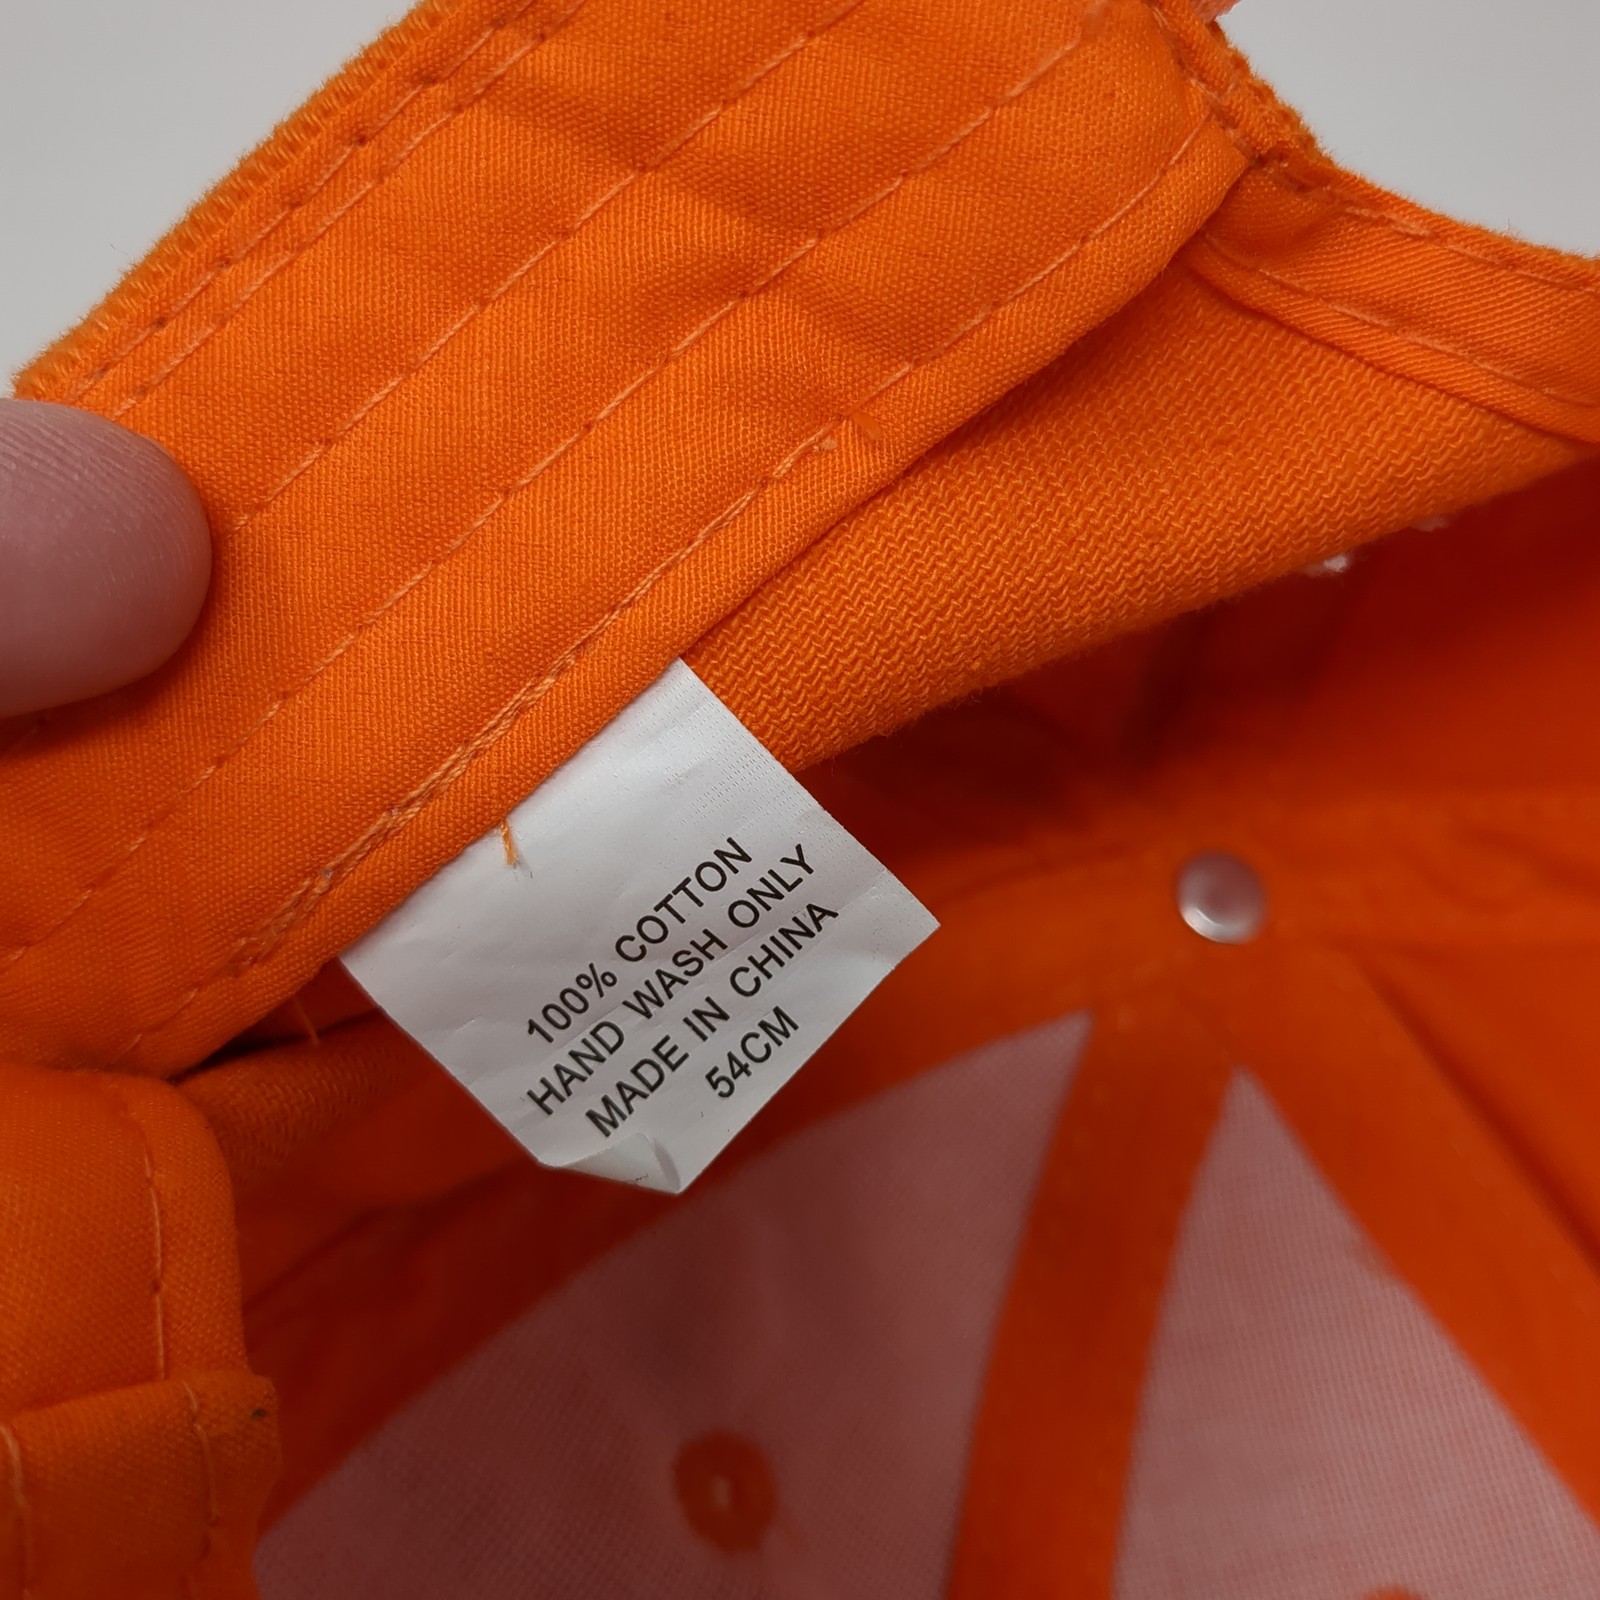 100% COTTON
HAND WASH ONLY
MADE IN CHINA
54CM